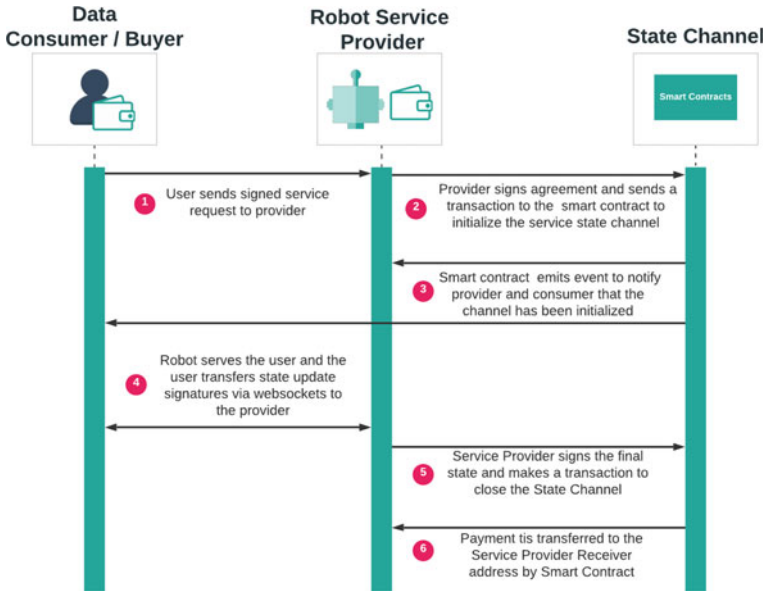 Data
Consumer / Buyer
Robot Service
Provider
State Channel
Smart Contracts
1
User sends signed service
request to provider
2
Provider signs agreement and sends a
transaction to the smart contract to
initialize the service state channel
3
Smart contract emits event to notify
provider and consumer that the
channel has been initialized
4
Robot serves the user and the
user transfers state update
signatures via websockets to
the provider
5
Service Provider signs the final
state and makes a transaction to
close the State Channel
6
Payment tis transferred to the
Service Provider Receiver
address by Smart Contract